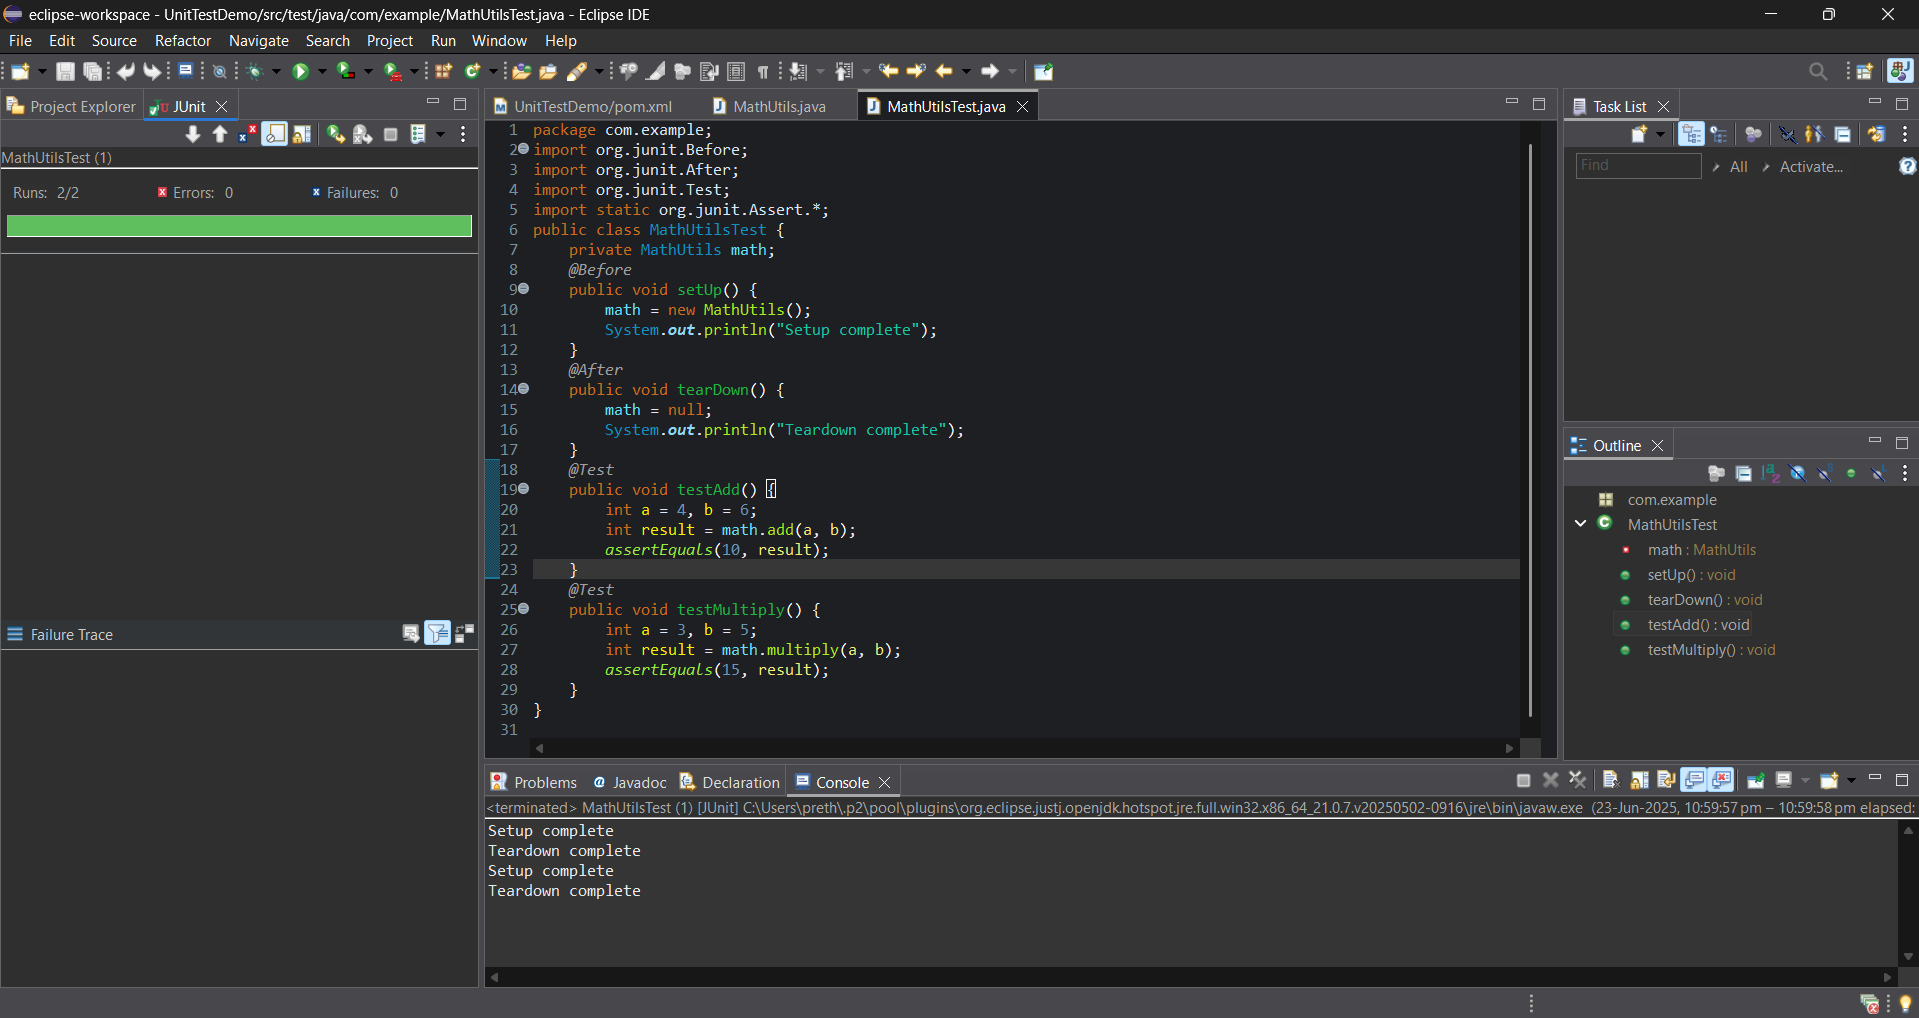 eclipse-workspace - UnitTestDemo/src/test/java/com/example/MathUtilsTest.java - Eclipse IDE
File Edit Source Refactor Navigate Search Project Run Window Help
Project Explorer
JUnit
MathUtilsTest (1)
Runs: 2/2 Errors: 0 Failures: 0
Failure Trace
UnitTestDemo/pom.xml MathUtils.java MathUtilsTest.java
1 package com.example;
2 import org.junit.Before;
3 import org.junit.After;
4 import org.junit.Test;
5 import static org.junit.Assert.*;
6 public class MathUtilsTest {
7     private MathUtils math;
8     @Before
9     public void setUp() {
10         math = new MathUtils();
11         System.out.println("Setup complete");
12     }
13     @After
14     public void tearDown() {
15         math = null;
16         System.out.println("Teardown complete");
17     }
18     @Test
19     public void testAdd() {
20         int a = 4, b = 6;
21         int result = math.add(a, b);
22         assertEquals(10, result);
23     }
24     @Test
25     public void testMultiply() {
26         int a = 3, b = 5;
27         int result = math.multiply(a, b);
28         assertEquals(15, result);
29     }
30 }
31
Problems Javadoc Declaration Console
<terminated> MathUtilsTest (1) [JUnit] C:\Users\preth\.p2\pool\plugins\org.eclipse.justj.openjdk.hotspot.jre.full.win32.x86_64_21.0.7.v20250502-0916\jre\bin\javaw.exe (23-Jun-2025, 10:59:57 pm – 10:59:58 pm elapsed:
Setup complete
Teardown complete
Setup complete
Teardown complete
Task List
Find All Activate...
Outline
com.example
MathUtilsTest
math : MathUtils
setUp() : void
tearDown() : void
testAdd() : void
testMultiply() : void